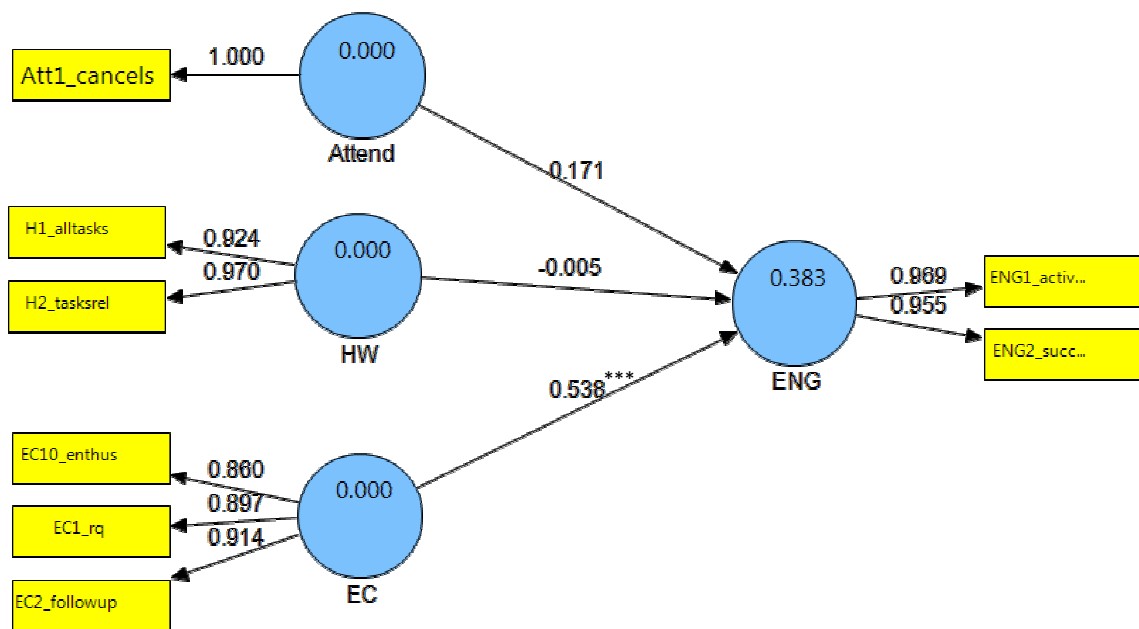 Att1_cancels
1.000
0.000
Attend
0.171
H1_alltasks
0.924
0.000
H2_tasksrel
0.970
HW
-0.005
0.383
ENG
0.969
ENG1_activ...
0.955
ENG2_succ...
0.538***
EC10_enthus
0.860
0.000
EC1_rq
0.897
EC2_followup
0.914
EC